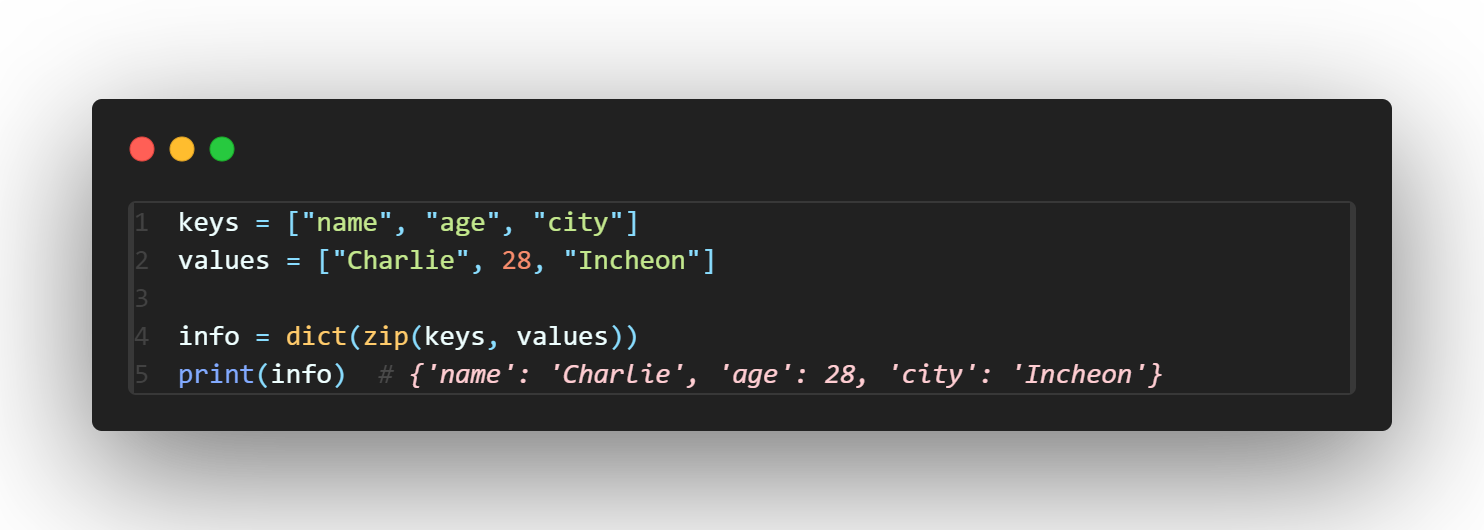 1 keys = ["name", "age", "city"]
2 values = ["Charlie", 28, "Incheon"]
3
4 info = dict(zip(keys, values))
5 print(info)  # {'name': 'Charlie', 'age': 28, 'city': 'Incheon'}